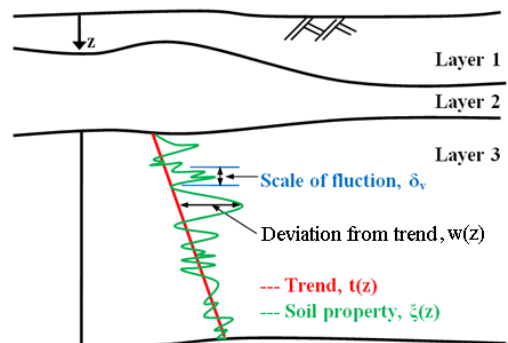 z
Layer 1
Layer 2
Layer 3
Scale of fluction, δᵥ
Deviation from trend, w(z)
--- Trend, t(z)
--- Soil property, ξ(z)